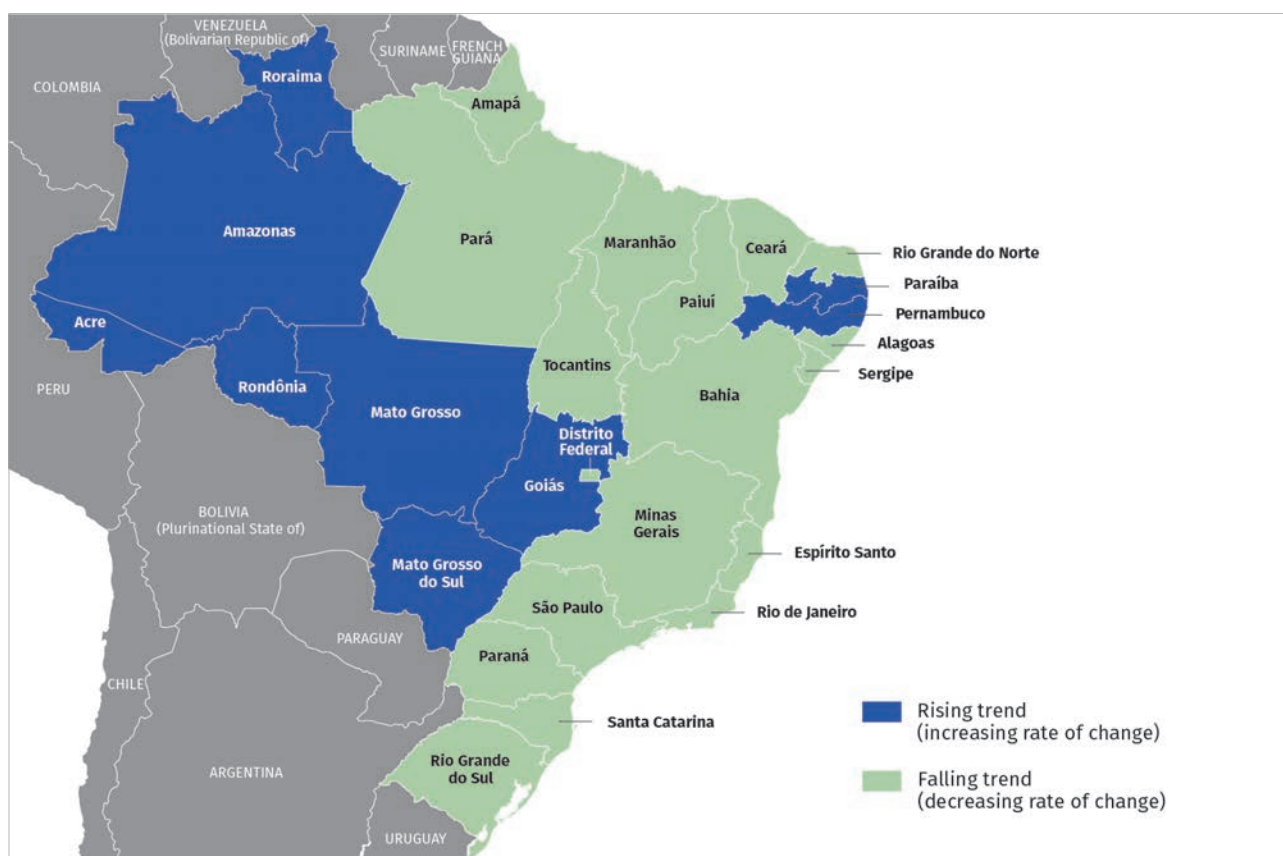 VENEZUELA
(Bolivarian Republic of)
SURINAME
FRENCH
GUIANA
COLOMBIA
Roraima
Amapá
Amazonas
Pará
Maranhão
Ceará
Rio Grande do Norte
Paraíba
Paiuí
Pernambuco
Acre
Alagoas
Tocantins
Sergipe
PERU
Rondônia
Mato Grosso
Bahia
Distrito
Federal
Goiás
BOLIVIA
(Plurinational State of)
Minas
Gerais
Espírito Santo
Mato Grosso
do Sul
São Paulo
Rio de Janeiro
PARAGUAY
Paraná
CHILE
Santa Catarina
Rising trend
(increasing rate of change)
ARGENTINA
Rio Grande
do Sul
Falling trend
(decreasing rate of change)
URUGUAY